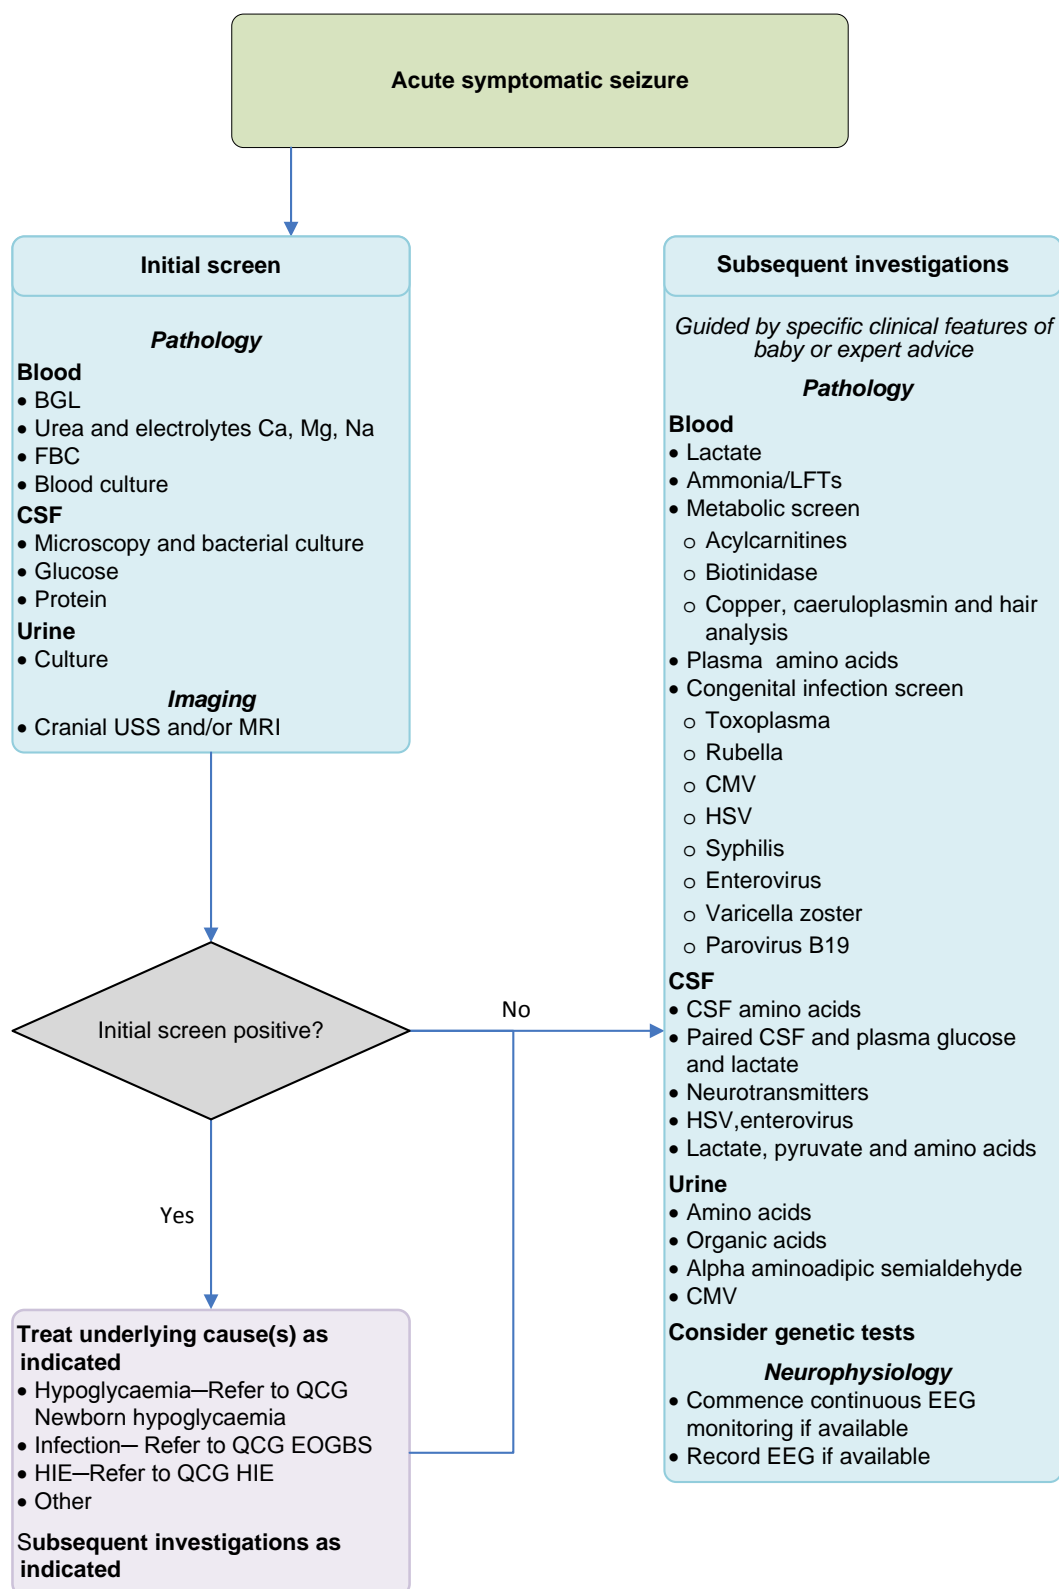 Acute symptomatic seizure
Initial screen
Pathology
Blood
• BGL
• Urea and electrolytes Ca, Mg, Na
• FBC
• Blood culture
CSF
• Microscopy and bacterial culture
• Glucose
• Protein
Urine
• Culture
Imaging
• Cranial USS and/or MRI
Initial screen positive?
No
Yes
Treat underlying cause(s) as
indicated
• Hypoglycaemia—Refer to QCG
Newborn hypoglycaemia
• Infection— Refer to QCG EOGBS
• HIE—Refer to QCG HIE
• Other
Subsequent investigations as
indicated
Subsequent investigations
Guided by specific clinical features of
baby or expert advice
Pathology
Blood
• Lactate
• Ammonia/LFTs
• Metabolic screen
o Acylcarnitines
o Biotinidase
o Copper, caeruloplasmin and hair
analysis
• Plasma amino acids
• Congenital infection screen
o Toxoplasma
o Rubella
o CMV
o HSV
o Syphilis
o Enterovirus
o Varicella zoster
o Parovirus B19
CSF
• CSF amino acids
• Paired CSF and plasma glucose
and lactate
• Neurotransmitters
• HSV,enterovirus
• Lactate, pyruvate and amino acids
Urine
• Amino acids
• Organic acids
• Alpha aminoadipic semialdehyde
• CMV
Consider genetic tests
Neurophysiology
• Commence continuous EEG
monitoring if available
• Record EEG if available